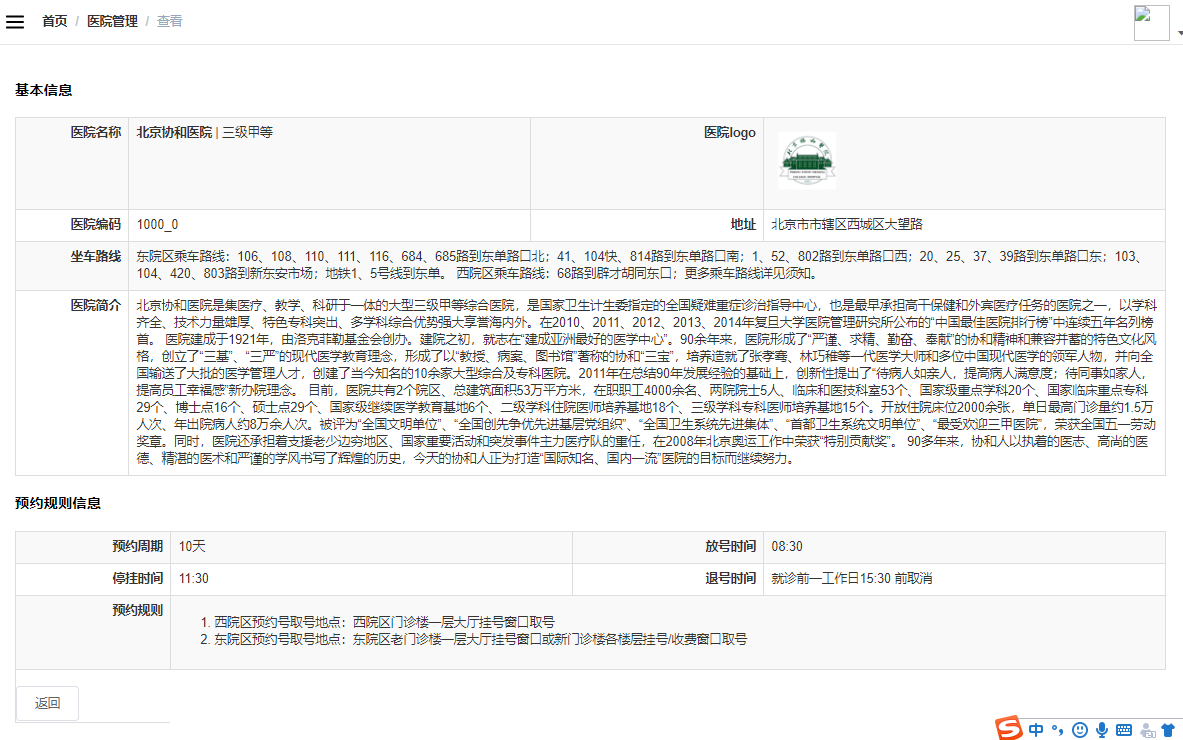 首页 / 医院管理 / 查看
基本信息
医院名称 北京协和医院 | 三级甲等 医院logo
医院编码 1000_0 地址 北京市市辖区西城区大望路
坐车路线 东院区乘车路线：106、108、110、111、116、684、685路到东单路口北；41、104快、814路到东单路口南；1、52、802路到东单路口西；20、25、37、39路到东单路口东；103、
104、420、803路到新东安市场；地铁1、5号线到东单。 西院区乘车路线：68路到辟才胡同东口；更多乘车路线详见须知。
医院简介 北京协和医院是集医疗、教学、科研于一体的大型三级甲等综合医院，是国家卫生计生委指定的全国疑难重症诊治指导中心，也是最早承担高干保健和外宾医疗任务的医院之一，以学科
齐全、技术力量雄厚、特色专科突出、多学科综合优势强大享誉海内外。在2010、2011、2012、2013、2014年复旦大学医院管理研究所公布的“中国最佳医院排行榜”中连续五年名列榜
首。 医院建成于1921年，由洛克菲勒基金会创办。建院之初，就志在“建成亚洲最好的医学中心”。90余年来，医院形成了“严谨、求精、勤奋、奉献”的协和精神和兼容并蓄的特色文化风
格，创立了“三基”、“三严”的现代医学教育理念，形成了以“教授、病案、图书馆”著称的协和“三宝”，培养造就了张孝骞、林巧稚等一代医学大师和多位中国现代医学的领军人物，并向全
国输送了大批的医学管理人才，创建了当今知名的10余家大型综合及专科医院。2011年在总结90年发展经验的基础上，创新性提出了“待病人如亲人，提高病人满意度；待同事如家人，
提高员工幸福感”新办院理念。 目前，医院共有2个院区、总建筑面积53万平方米，在职职工4000余名、两院院士5人、临床和医技科室53个、国家级重点学科20个、国家临床重点专科
29个、博士点16个、硕士点29个、国家级继续医学教育基地6个、二级学科住院医师培养基地18个、三级学科专科医师培养基地15个。开放住院床位2000余张，单日最高门诊量约1.5万
人次、年出院病人约8万余人次。被评为“全国文明单位”、“全国创先争优先进基层党组织”、“全国卫生系统先进集体”、“首都卫生系统文明单位”、“最受欢迎三甲医院”，荣获全国五一劳动
奖章。同时，医院还承担着支援老少边穷地区、国家重要活动和突发事件主力医疗队的重任，在2008年北京奥运工作中荣获“特别贡献奖”。 90多年来，协和人以执着的医志、高尚的医
德、精湛的医术和严谨的学风书写了辉煌的历史，今天的协和人正为打造“国际知名、国内一流”医院的目标而继续努力。
预约规则信息
预约周期 10天 放号时间 08:30
停挂时间 11:30 退号时间 就诊前一工作日15:30 前取消
预约规则
1. 西院区预约号取号地点：西院区门诊楼一层大厅挂号窗口取号
2. 东院区预约号取号地点：东院区老门诊楼一层大厅挂号窗口或新门诊楼各楼层挂号/收费窗口取号
返回
中